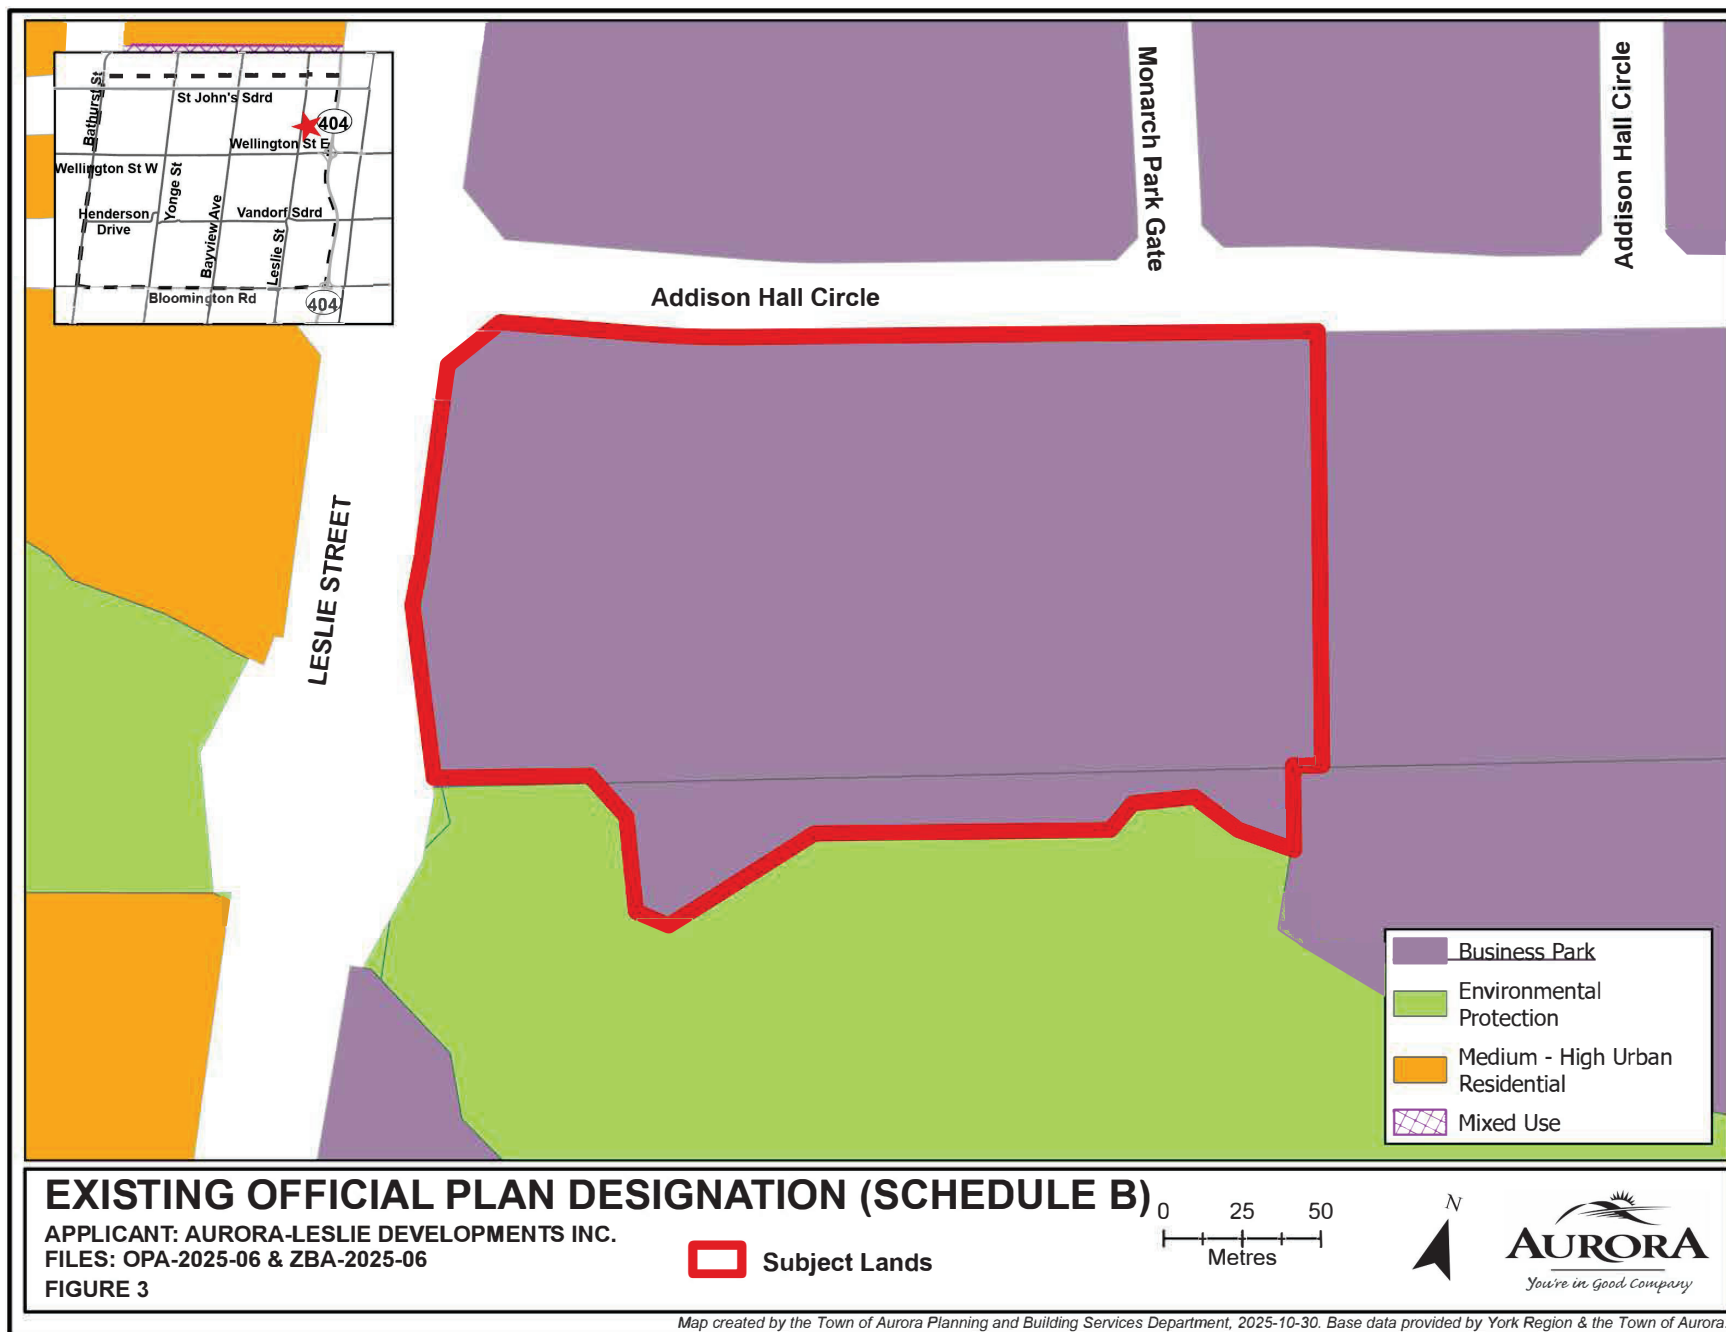 St John's Sdrd
Bathurst St
404
Wellington St E
Wellington St W
Yonge St
Henderson
Drive
Vandorf Sdrd
Bayview Ave
Leslie St
Bloomington Rd
404
Monarch Park Gate
Addison Hall Circle
Addison Hall Circle
LESLIE STREET
Business Park
Environmental
Protection
Medium - High Urban
Residential
Mixed Use
EXISTING OFFICIAL PLAN DESIGNATION (SCHEDULE B)
APPLICANT: AURORA-LESLIE DEVELOPMENTS INC.
FILES: OPA-2025-06 & ZBA-2025-06
FIGURE 3
Subject Lands
0 25 50
Metres
N
AURORA
You're in Good Company
Map created by the Town of Aurora Planning and Building Services Department, 2025-10-30. Base data provided by York Region & the Town of Aurora.